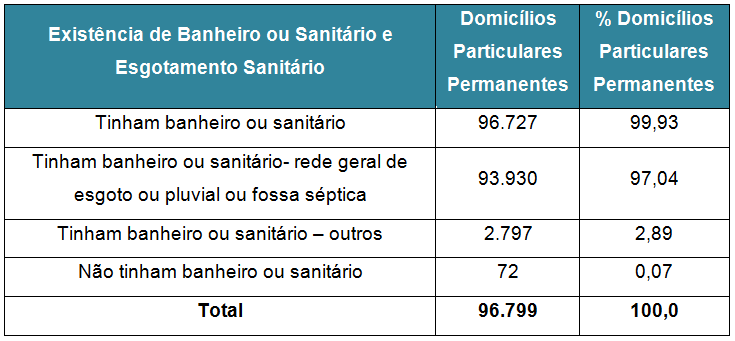 Existência de Banheiro ou Sanitário e
Esgotamento Sanitário
Domicílios
Particulares
Permanentes
% Domicílios
Particulares
Permanentes
Tinham banheiro ou sanitário 96.727 99,93
Tinham banheiro ou sanitário- rede geral de
esgoto ou pluvial ou fossa séptica
93.930 97,04
Tinham banheiro ou sanitário – outros 2.797 2,89
Não tinham banheiro ou sanitário 72 0,07
Total 96.799 100,0